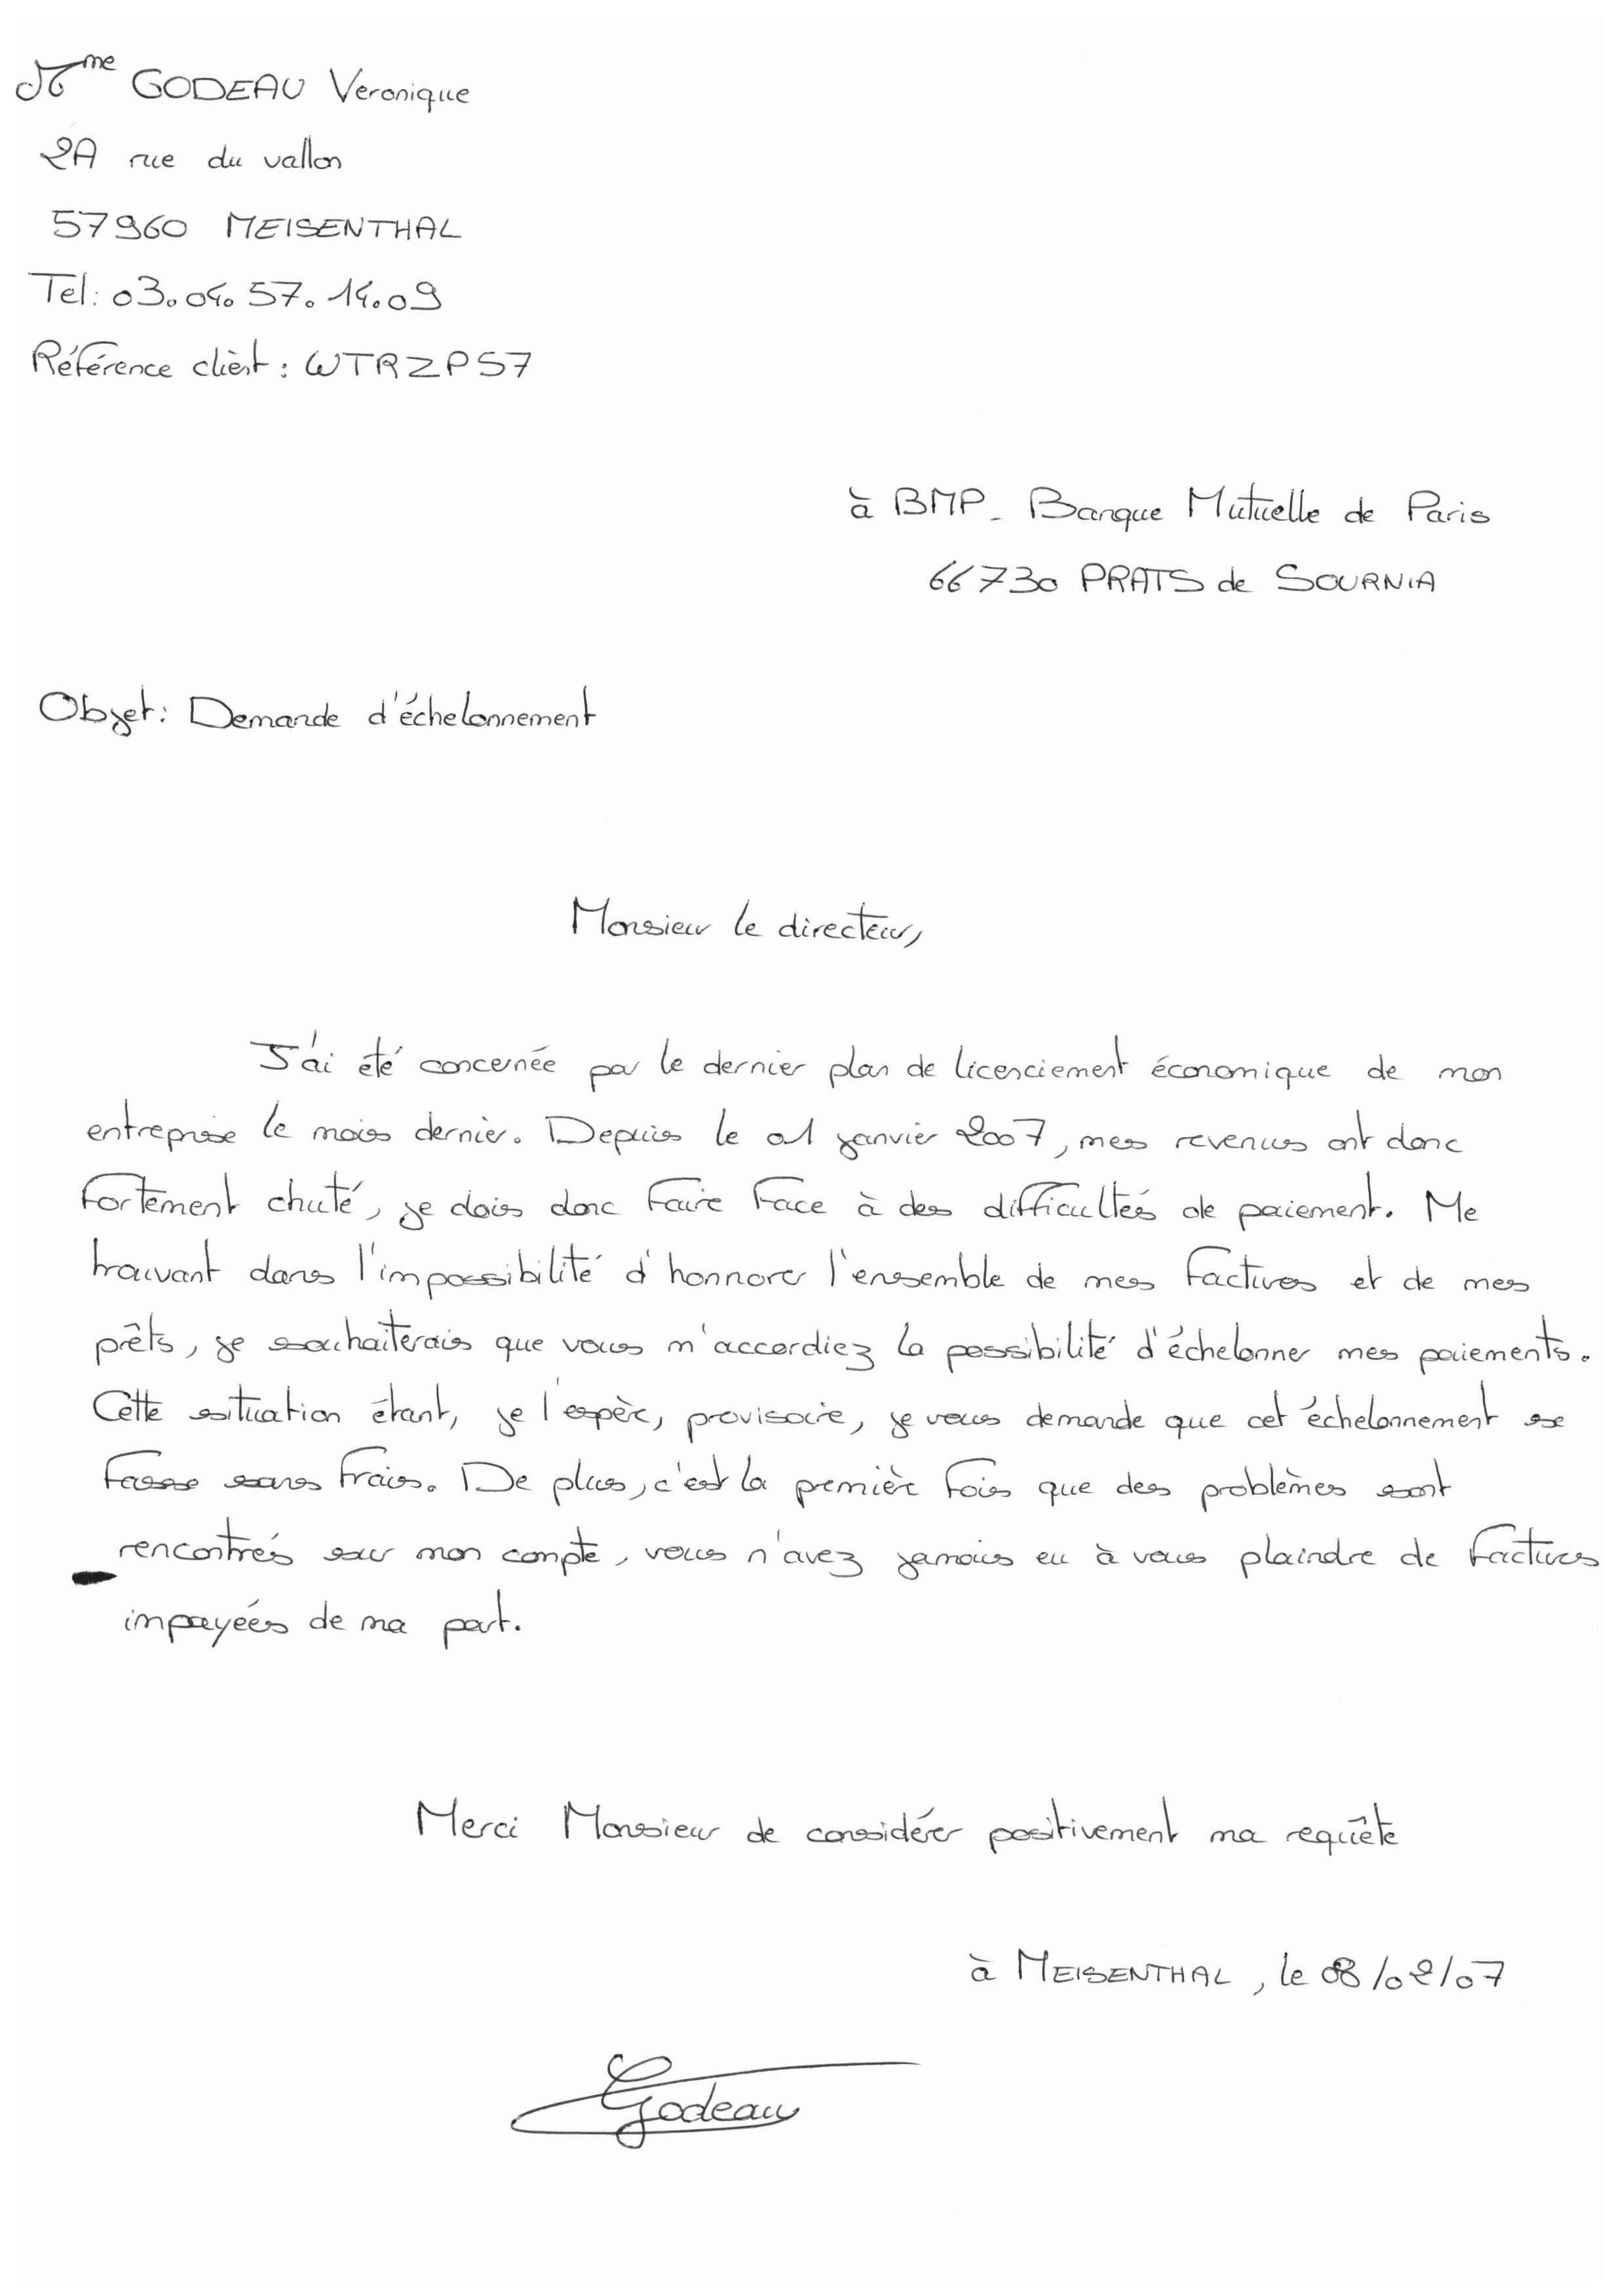 Mme GODEAU Veronique
2A rue du vallon
57960 MEISENTHAL
Tel: 03.04.57.14.09
Référence clièt : WTRZP57
à BMP - Banque Mutuelle de Paris
66730 PRATS de SOURNIA
Objet: Demande d'échelonnement
Monsieur le directeur,
J'ai été concernée par le dernier plan de licenciement économique de mon
entreprise le mois dernier. Depuis le 01 janvier 2007, mes revenus ont donc
fortement chuté, je dois donc faire face à des difficultés de paiement. Me
trouvant dans l'impossibilité d'honnorer l'ensemble de mes factures et de mes
prêts, je souhaiterais que vous m'accordiez la possibilité d'échelonner mes paiements.
Cette situation étant, je l'espère, provisoire, je vous demande que cet échelonnement se
fasse sans frais. De plus, c'est la première fois que des problèmes sont
rencontrés sur mon compte, vous n'avez jamais eu à vous plaindre de factures
impayées de ma part.
Merci Monsieur de considérer positivement ma requête
à MEISENTHAL, le 08/02/07
Godeau